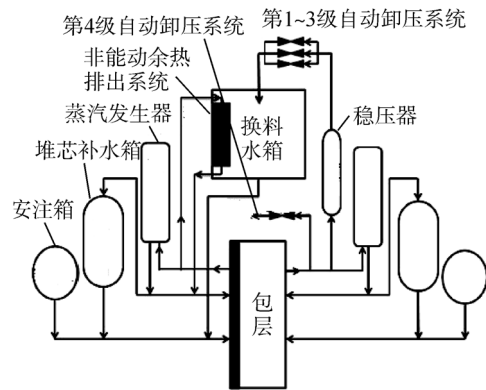 第4级自动卸压系统
第1~3级自动卸压系统
非能动余热
排出系统
蒸汽发生器
换料
水箱
稳压器
堆芯补水箱
安注箱
包
层